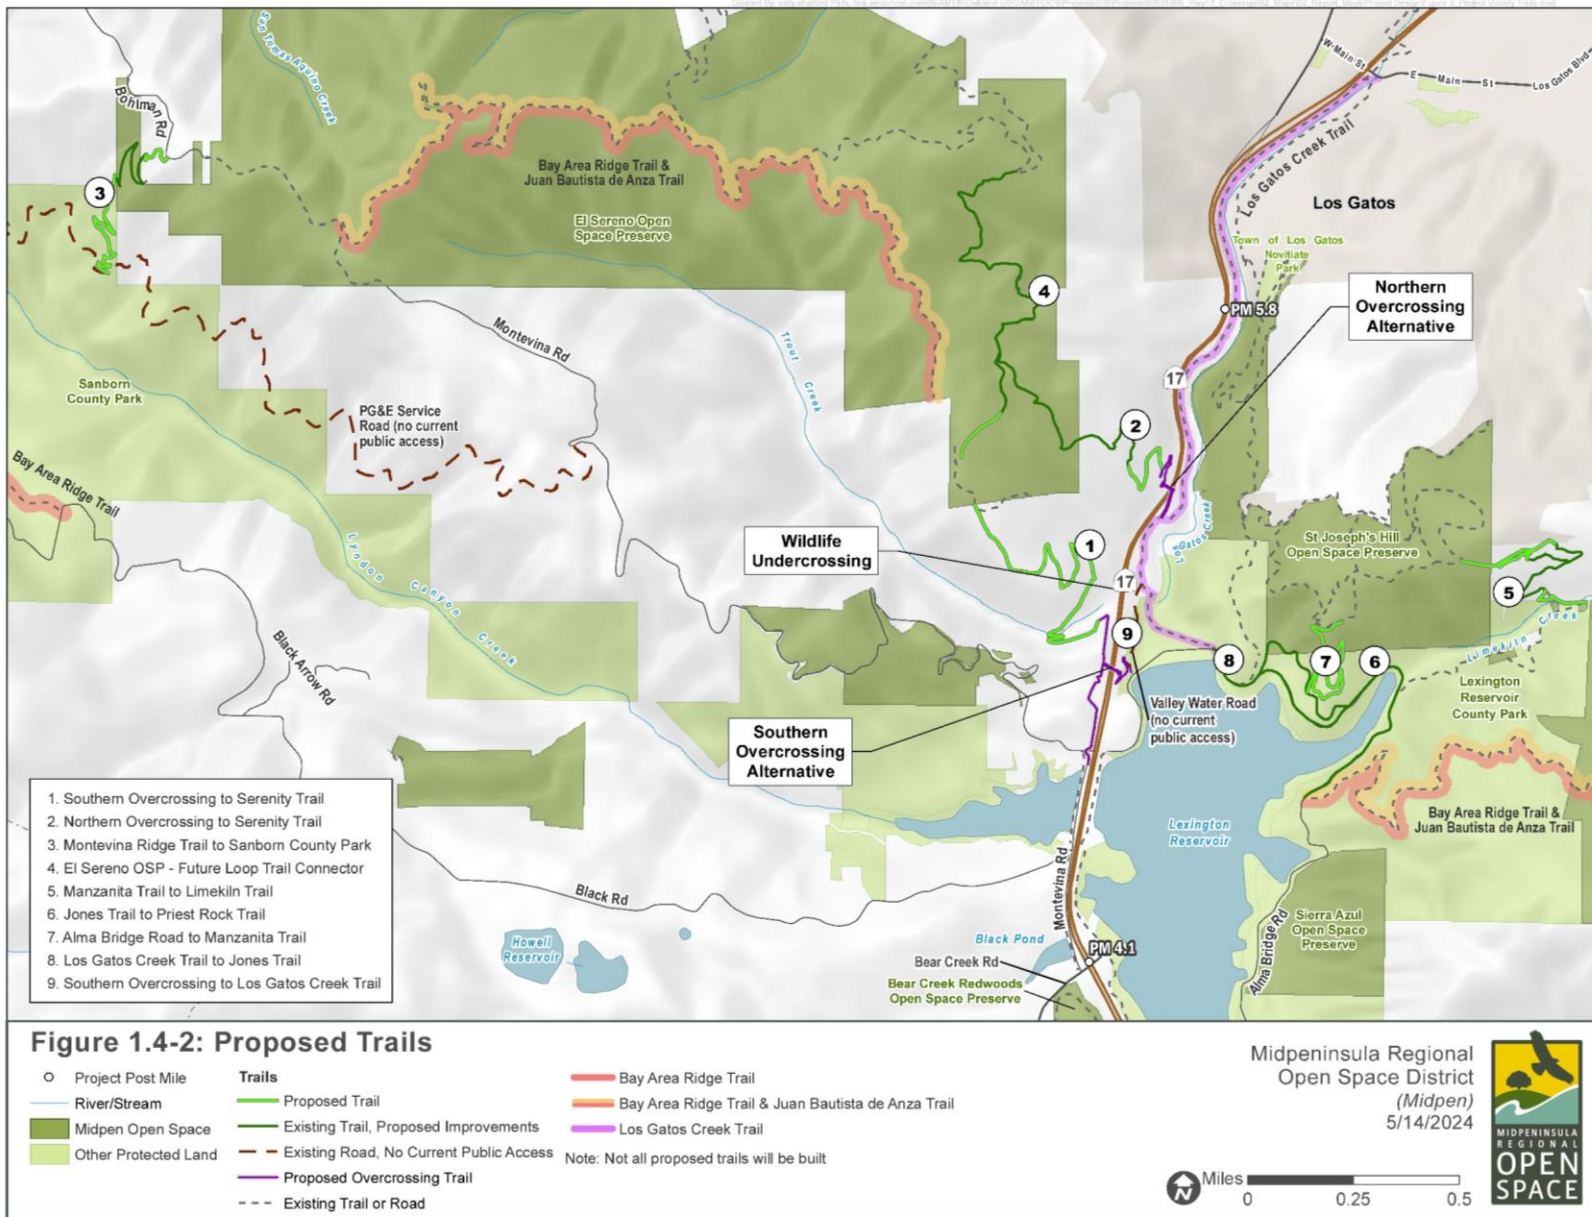 San Tomas Aquino Creek
Bohlman Rd
W-Main-St
E Main St
Los Gatos Blvd
Los Gatos Creek Trail
Bay Area Ridge Trail &
Juan Bautista de Anza Trail
El Sereno Open
Space Preserve
Los Gatos
Town of Los Gatos
Novitiate
Park
3
4
Northern
Overcrossing
Alternative
PM 5.8
Montevina Rd
Trout Creek
17
Sanborn
County Park
PG&E Service
Road (no current
public access)
2
Bay Area Ridge Trail
Wildlife
Undercrossing
1
Los Gatos Creek
St Joseph's Hill
Open Space Preserve
17
5
Lyndon Canyon Creek
Limekiln Creek
9
8
7
6
Black Arrow Rd
Lexington
Reservoir
County Park
Valley Water Road
(no current
public access)
Southern
Overcrossing
Alternative
1. Southern Overcrossing to Serenity Trail
2. Northern Overcrossing to Serenity Trail
3. Montevina Ridge Trail to Sanborn County Park
4. El Sereno OSP - Future Loop Trail Connector
5. Manzanita Trail to Limekiln Trail
6. Jones Trail to Priest Rock Trail
7. Alma Bridge Road to Manzanita Trail
8. Los Gatos Creek Trail to Jones Trail
9. Southern Overcrossing to Los Gatos Creek Trail
Lexington
Reservoir
Bay Area Ridge Trail &
Juan Bautista de Anza Trail
Black Rd
Montevina Rd
Howell
Reservoir
Black Pond
PM 4.1
Bear Creek Rd
Bear Creek Redwoods
Open Space Preserve
Alma Bridge Rd
Sierra Azul
Open Space
Preserve
Figure 1.4-2: Proposed Trails
Project Post Mile
River/Stream
Midpen Open Space
Other Protected Land
Trails
Proposed Trail
Existing Trail, Proposed Improvements
Existing Road, No Current Public Access
Proposed Overcrossing Trail
Existing Trail or Road
Bay Area Ridge Trail
Bay Area Ridge Trail & Juan Bautista de Anza Trail
Los Gatos Creek Trail
Note: Not all proposed trails will be built
Midpeninsula Regional
Open Space District
(Midpen)
5/14/2024
N
Miles
0 0.25 0.5
MIDPENINSULA
REGIONAL
OPEN
SPACE